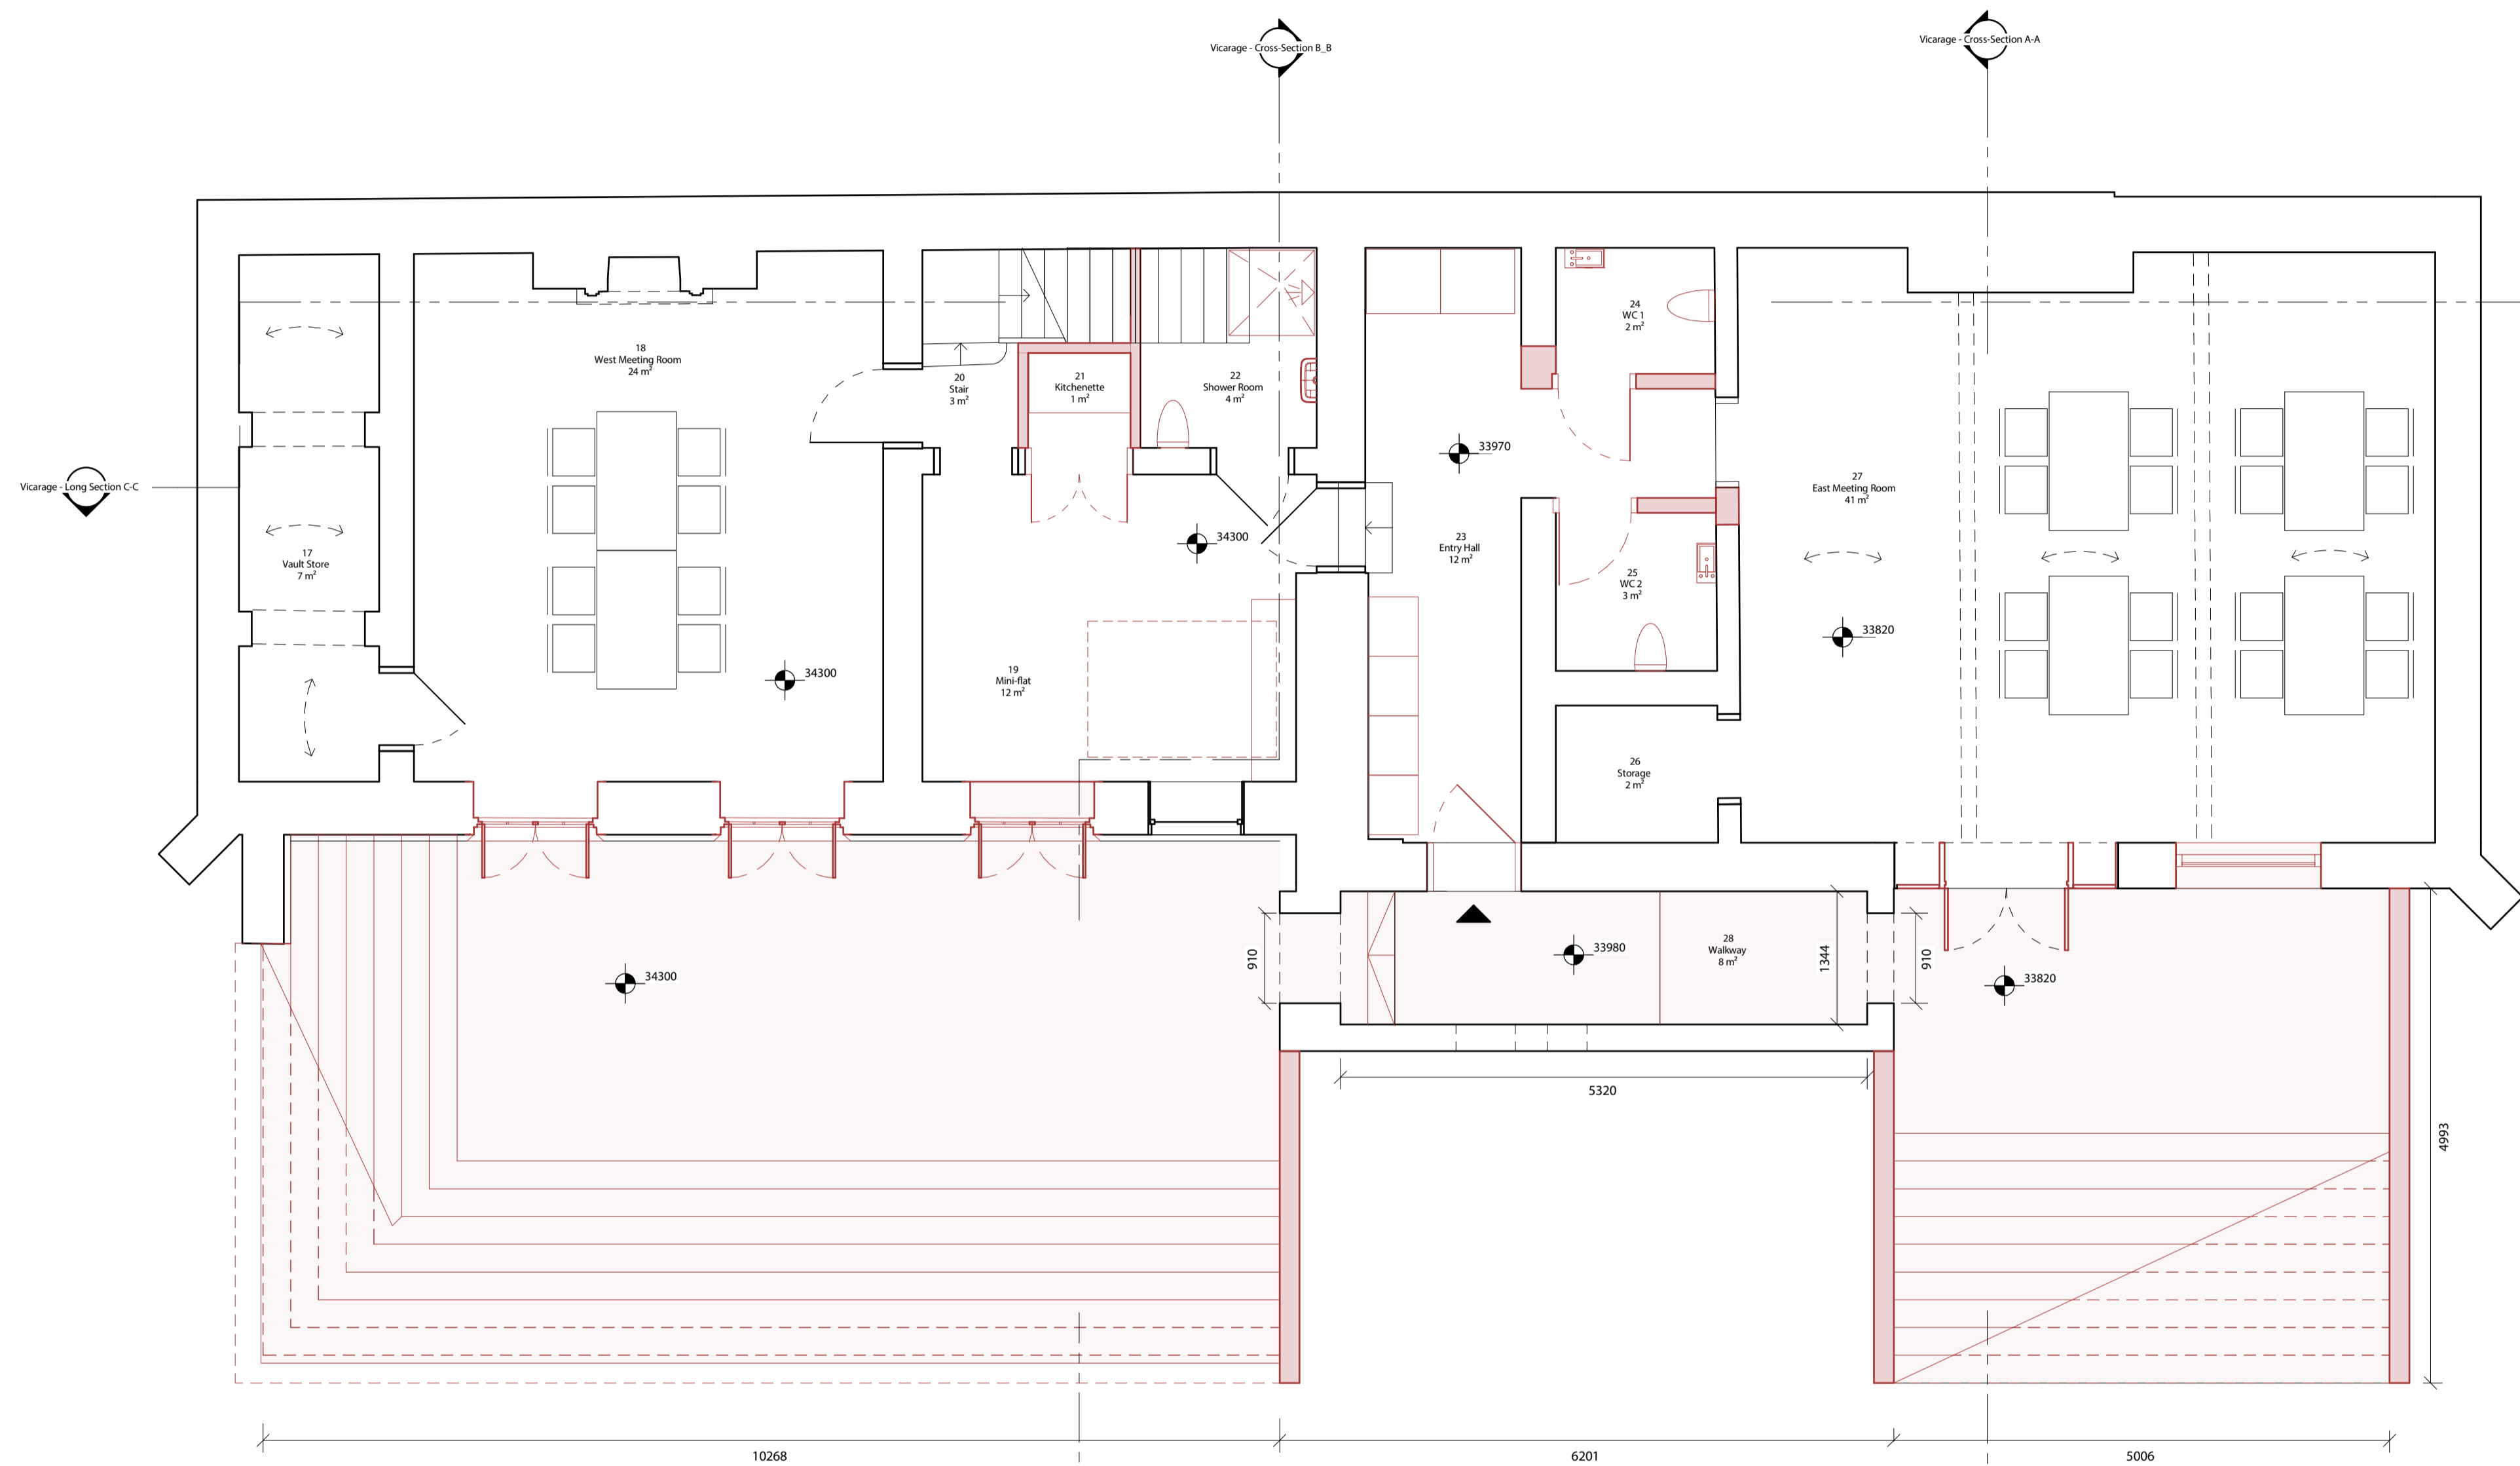 Vicarage - Cross-Section B_B
Vicarage - Cross-Section A-A
Vicarage - Long Section C-C
17
Vault Store
7 m²
18
West Meeting Room
24 m²
34300
20
Stair
3 m²
21
Kitchenette
1 m²
22
Shower Room
4 m²
34300
19
Mini-flat
12 m²
33970
23
Entry Hall
12 m²
24
WC 1
2 m²
25
WC 2
3 m²
26
Storage
2 m²
27
East Meeting Room
41 m²
33820
34300
910
33980
28
Walkway
8 m²
1344
910
33820
5320
4993
10268
6201
5006